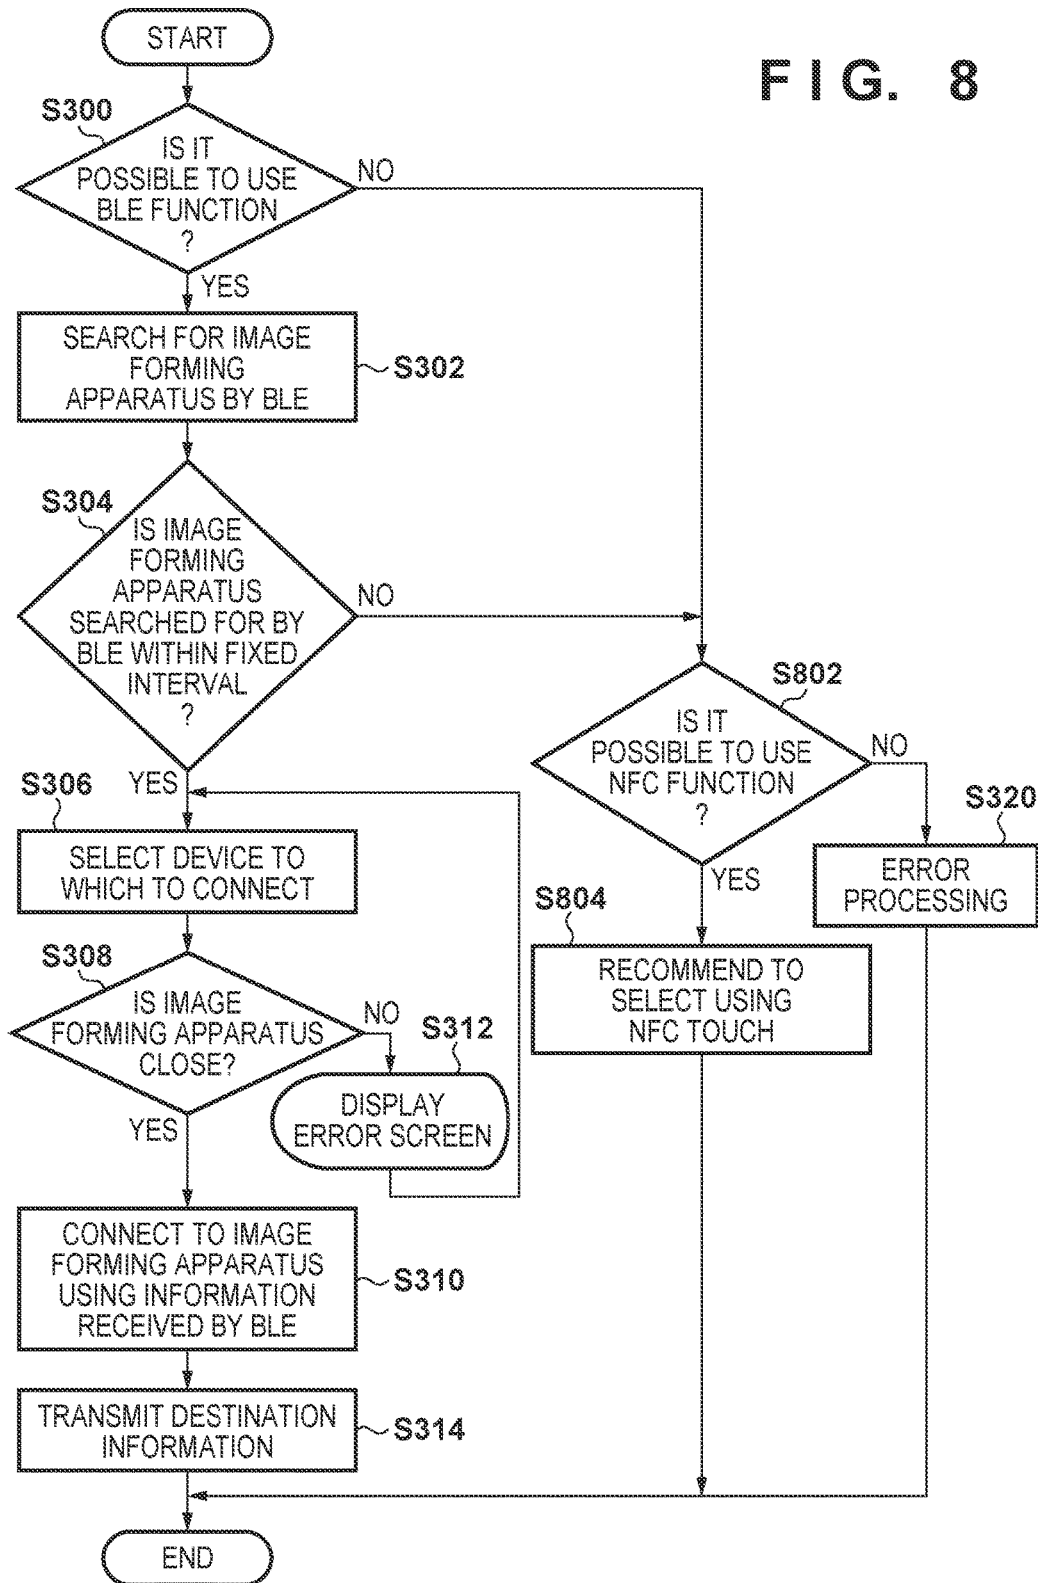 START
FIG. 8
S300
IS IT
POSSIBLE TO USE
BLE FUNCTION
?
NO
YES
SEARCH FOR IMAGE
FORMING
APPARATUS BY BLE
S302
S304
IS IMAGE
FORMING
APPARATUS
SEARCHED FOR BY
BLE WITHIN FIXED
INTERVAL
?
NO
YES
S802
IS IT
POSSIBLE TO USE
NFC FUNCTION
?
NO
YES
S320
ERROR
PROCESSING
S804
RECOMMEND TO
SELECT USING
NFC TOUCH
S306
SELECT DEVICE TO
WHICH TO CONNECT
S308
IS IMAGE
FORMING APPARATUS
CLOSE?
NO
YES
S312
DISPLAY
ERROR SCREEN
CONNECT TO IMAGE
FORMING APPARATUS
USING INFORMATION
RECEIVED BY BLE
S310
TRANSMIT DESTINATION
INFORMATION
S314
END